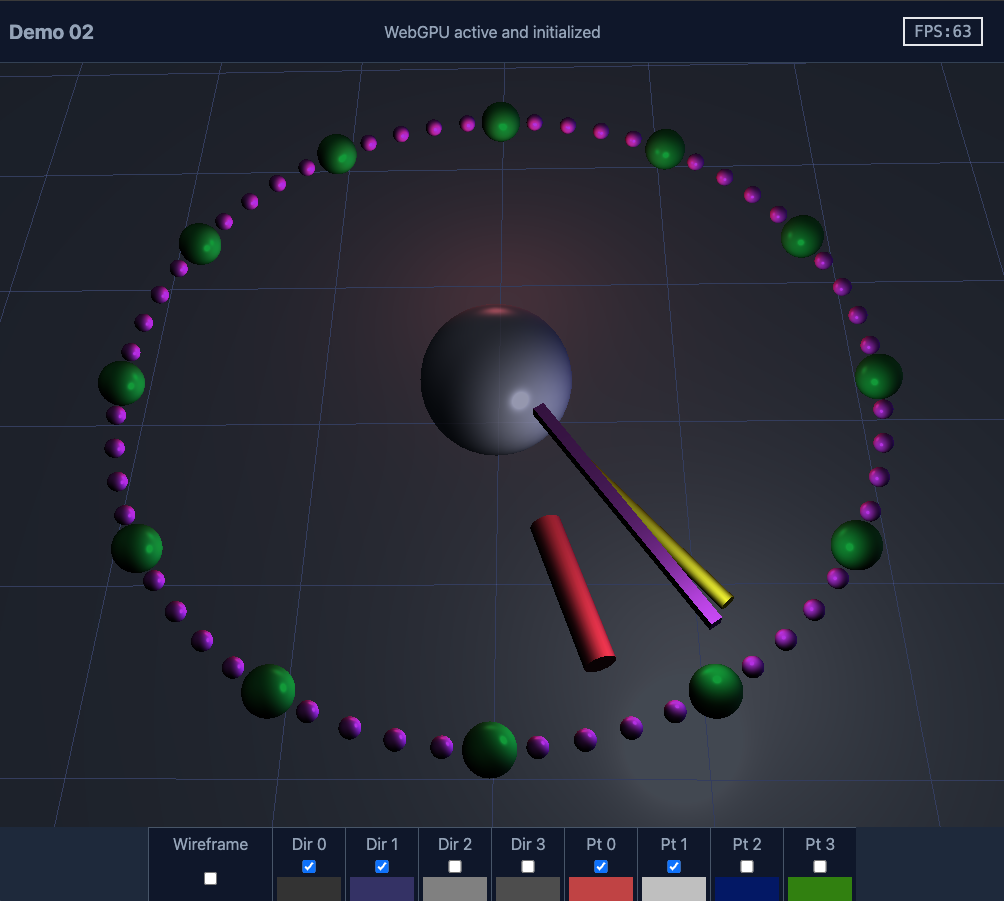 Demo 02
WebGPU active and initialized
FPS:63
Wireframe
Dir 0
Dir 1
Dir 2
Dir 3
Pt 0
Pt 1
Pt 2
Pt 3